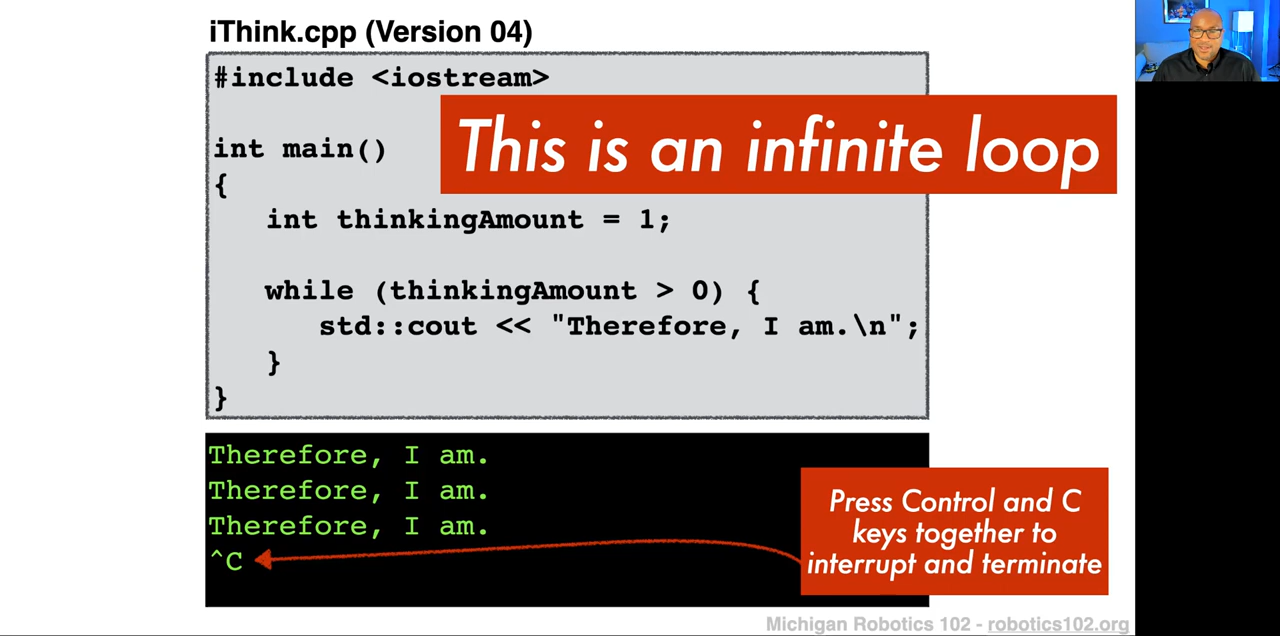 iThink.cpp (Version 04)
#include <iostream>
This is an infinite loop
int main()
{
int thinkingAmount = 1;
while (thinkingAmount > 0) {
std::cout << "Therefore, I am.\n";
}
}
Therefore, I am.
Therefore, I am.
Therefore, I am.
^C
Press Control and C
keys together to
interrupt and terminate
Michigan Robotics 102 - robotics102.org